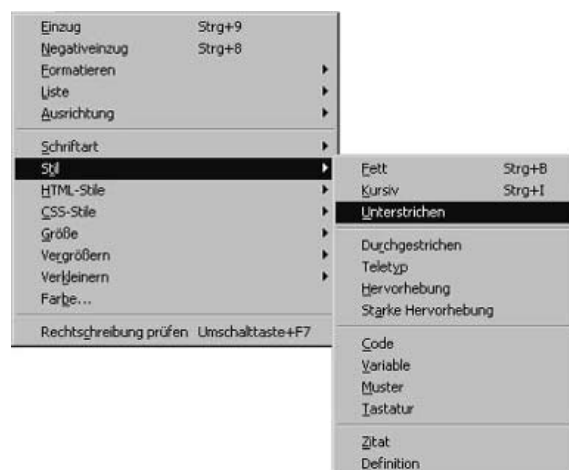 Einzug Strg+9
Negativeinzug Strg+8
Formatieren
Liste
Ausrichtung
Schriftart
Stil
HTML-Stile
CSS-Stile
Größe
Vergrößern
Verkleinern
Farbe...
Rechtschreibung prüfen Umschalttaste+F7
Fett Strg+B
Kursiv Strg+I
Unterstrichen
Durchgestrichen
Teletyp
Hervorhebung
Starke Hervorhebung
Code
Variable
Muster
Tastatur
Zitat
Definition